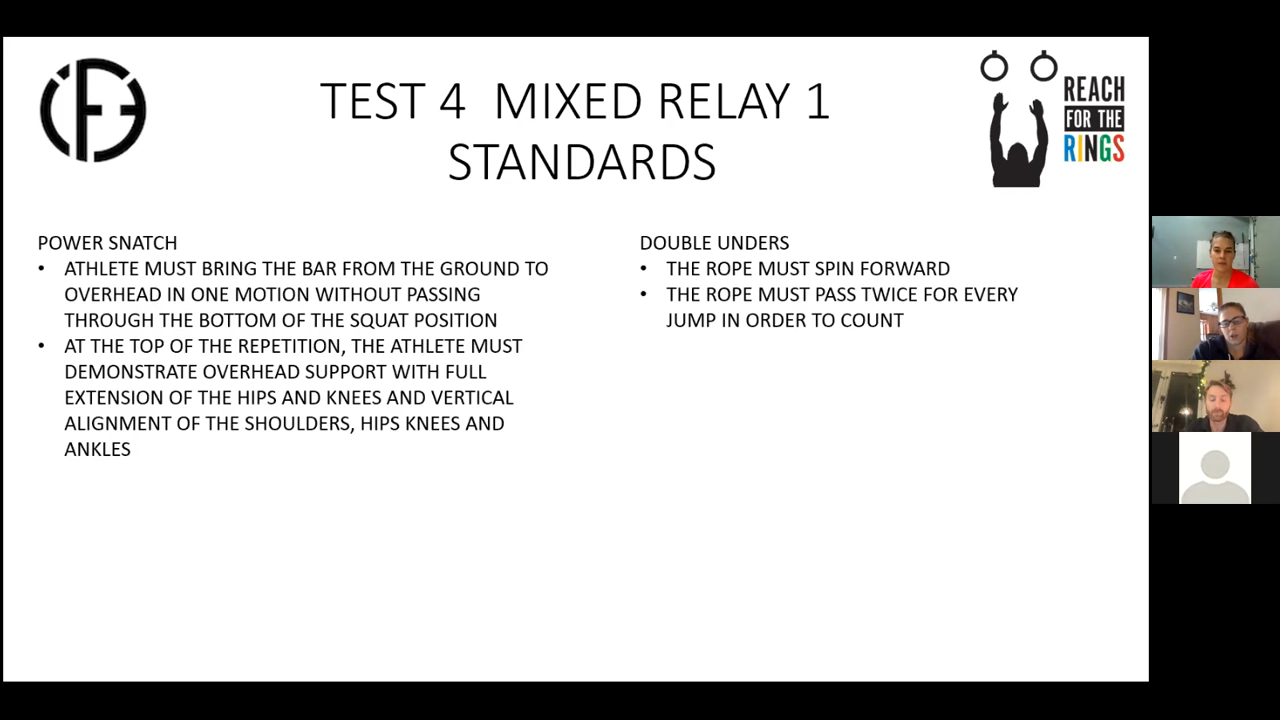 TEST 4 MIXED RELAY 1
STANDARDS
REACH
FOR THE
RINGS
POWER SNATCH
• ATHLETE MUST BRING THE BAR FROM THE GROUND TO
OVERHEAD IN ONE MOTION WITHOUT PASSING
THROUGH THE BOTTOM OF THE SQUAT POSITION
• AT THE TOP OF THE REPETITION, THE ATHLETE MUST
DEMONSTRATE OVERHEAD SUPPORT WITH FULL
EXTENSION OF THE HIPS AND KNEES AND VERTICAL
ALIGNMENT OF THE SHOULDERS, HIPS KNEES AND
ANKLES
DOUBLE UNDERS
• THE ROPE MUST SPIN FORWARD
• THE ROPE MUST PASS TWICE FOR EVERY
JUMP IN ORDER TO COUNT